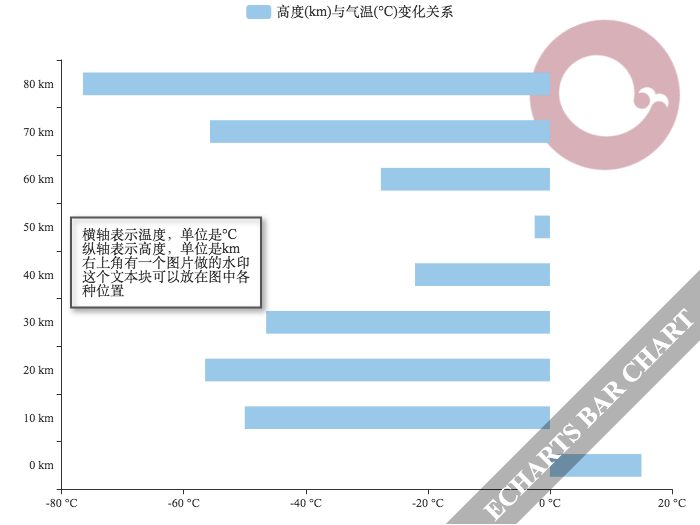 高度(km)与气温(°C)变化关系
80 km
70 km
60 km
50 km
40 km
30 km
20 km
10 km
0 km
横轴表示温度，单位是°C
纵轴表示高度，单位是km
右上角有一个图片做的水印
这个文本块可以放在图中各
种位置
-80 °C
-60 °C
-40 °C
-20 °C
0 °C
20 °C
ECHARTS BAR CHART